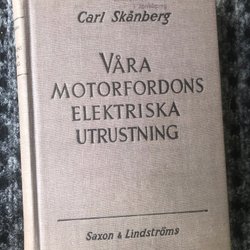 Carl Skånberg
VÅRA
MOTORFORDONS
ELEKTRISKA
UTRUSTNING
Saxon & Lindströms